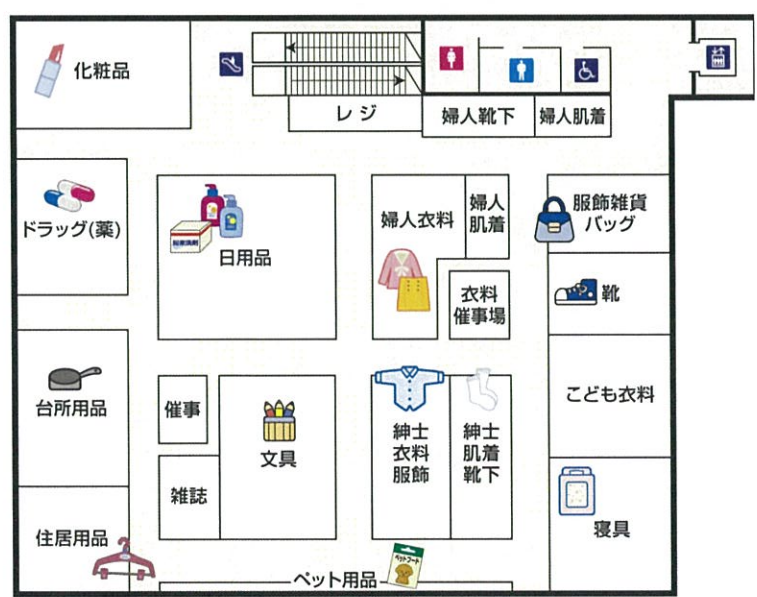 化粧品
レジ
婦人靴下
婦人肌着
ドラッグ(薬)
日用品
婦人衣料
婦人
肌着
衣料
催事場
服飾雑貨
バッグ
靴
こども衣料
台所用品
催事
文具
雑誌
紳士
衣料
服飾
紳士
肌着
靴下
寝具
住居用品
ペット用品